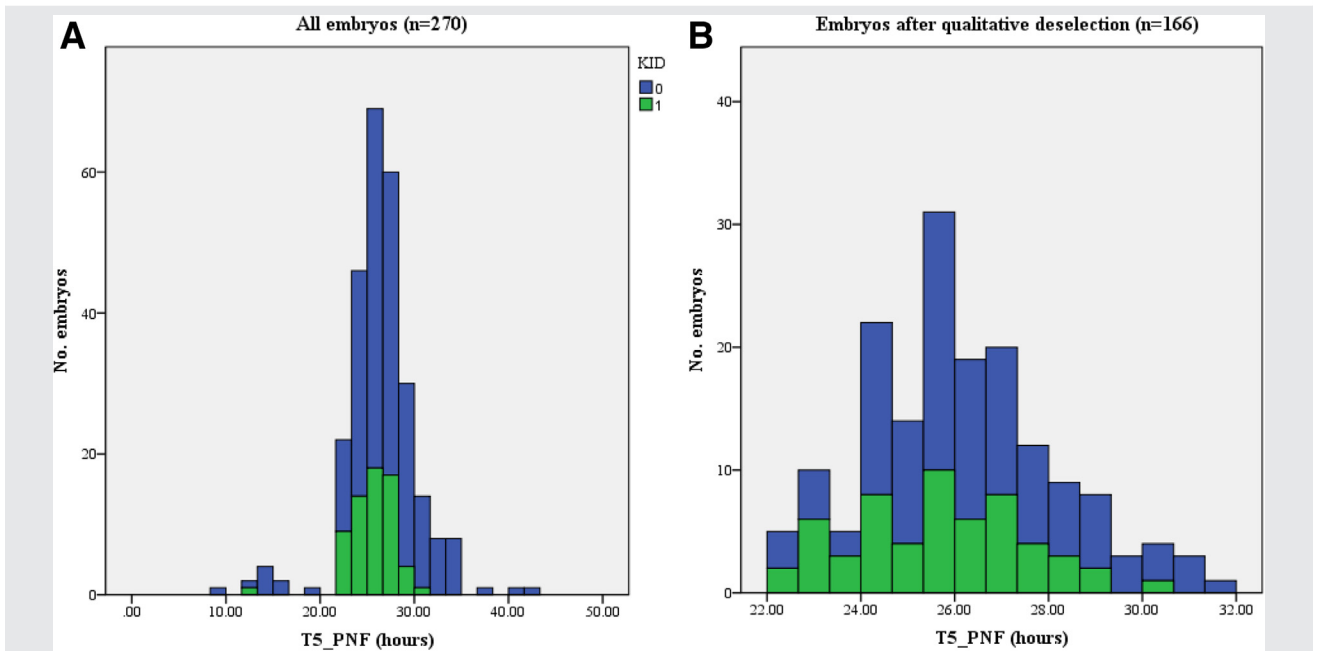 A
All embryos (n=270)
KID
0
1
60
40
20
0
.00 10.00 20.00 30.00 40.00 50.00
No. embryos
T5_PNF (hours)
B
Embryos after qualitative deselection (n=166)
40
30
20
10
0
22.00 24.00 26.00 28.00 30.00 32.00
No. embryos
T5_PNF (hours)